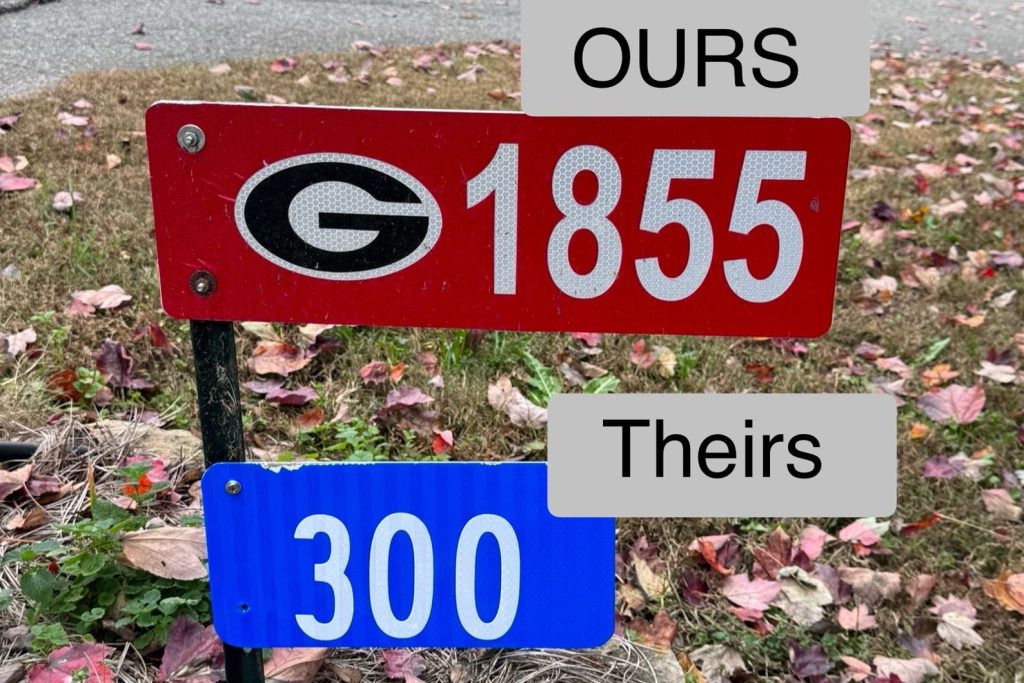 OURS
G 1855
Theirs
300